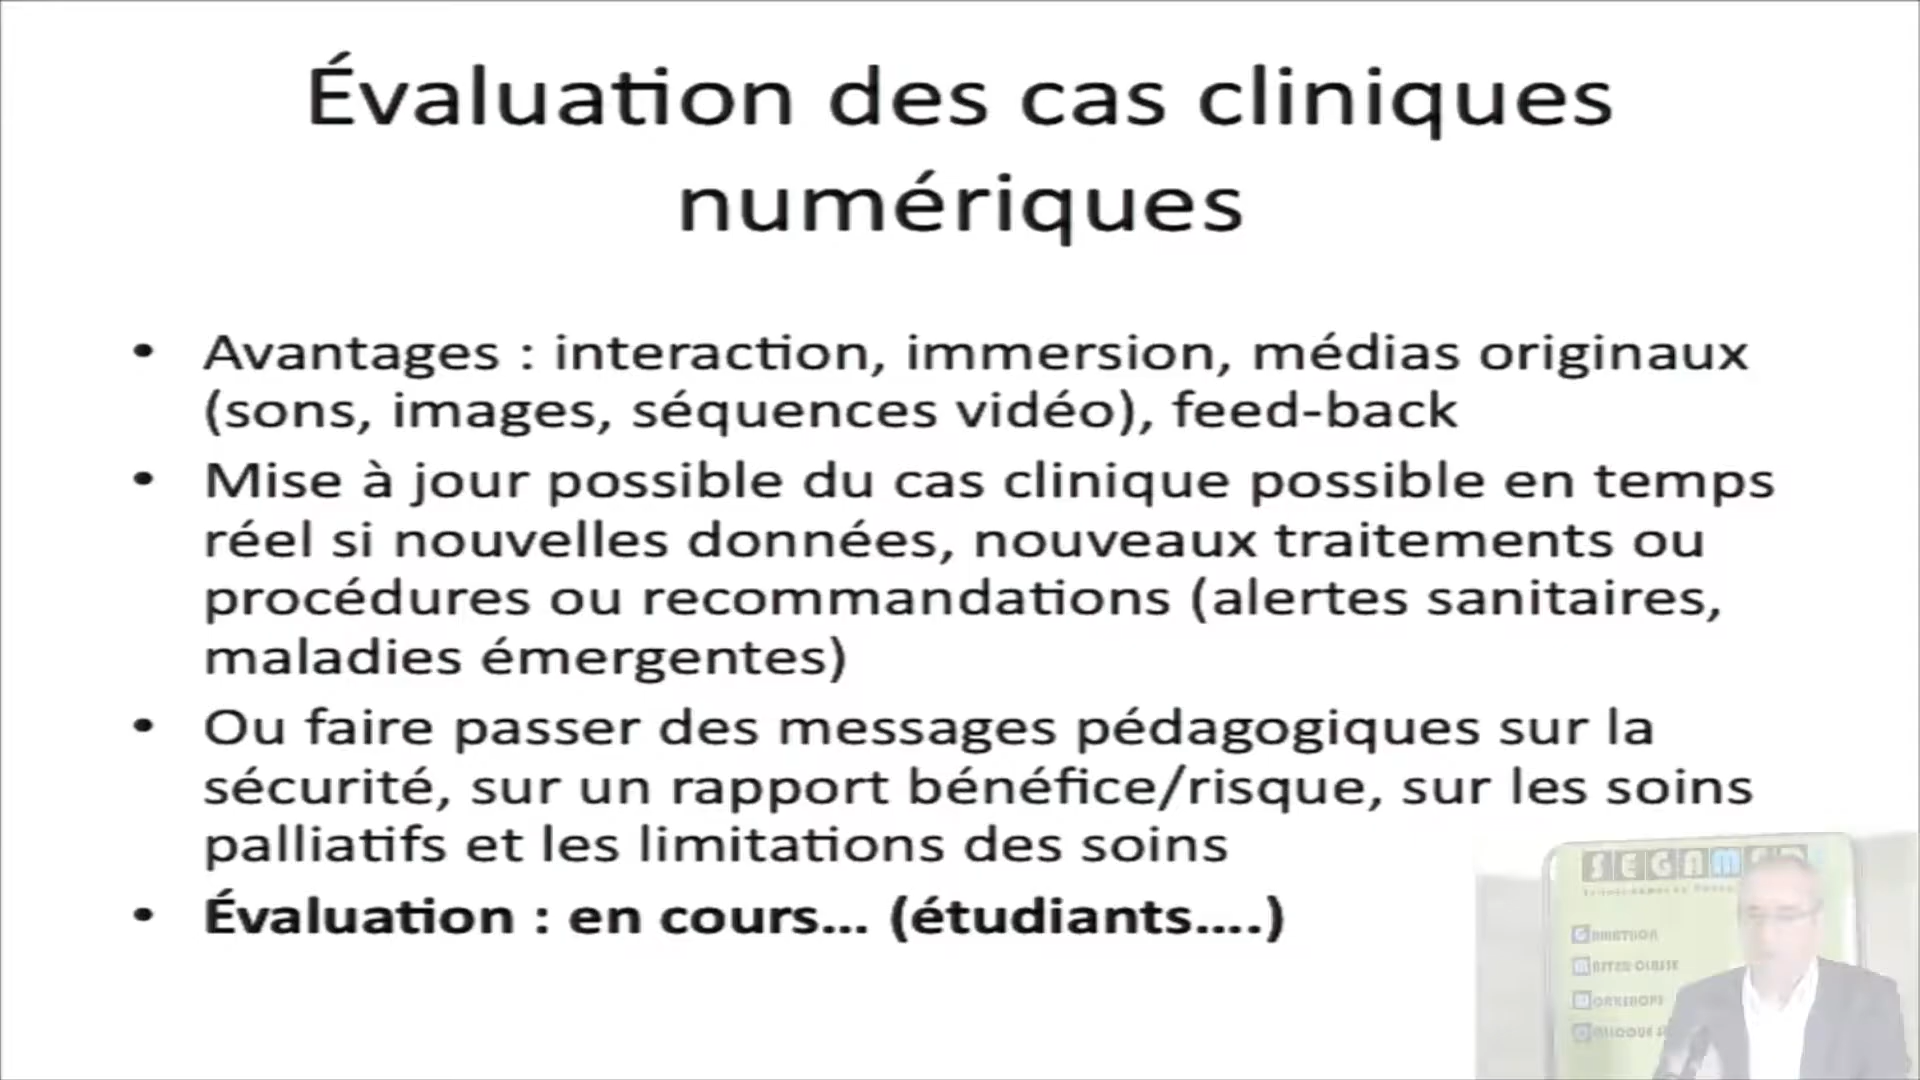 Évaluation des cas cliniques
numériques
• Avantages : interaction, immersion, médias originaux
(sons, images, séquences vidéo), feed-back
• Mise à jour possible du cas clinique possible en temps
réel si nouvelles données, nouveaux traitements ou
procédures ou recommandations (alertes sanitaires,
maladies émergentes)
• Ou faire passer des messages pédagogiques sur la
sécurité, sur un rapport bénéfice/risque, sur les soins
palliatifs et les limitations des soins
• Évaluation : en cours... (étudiants....)